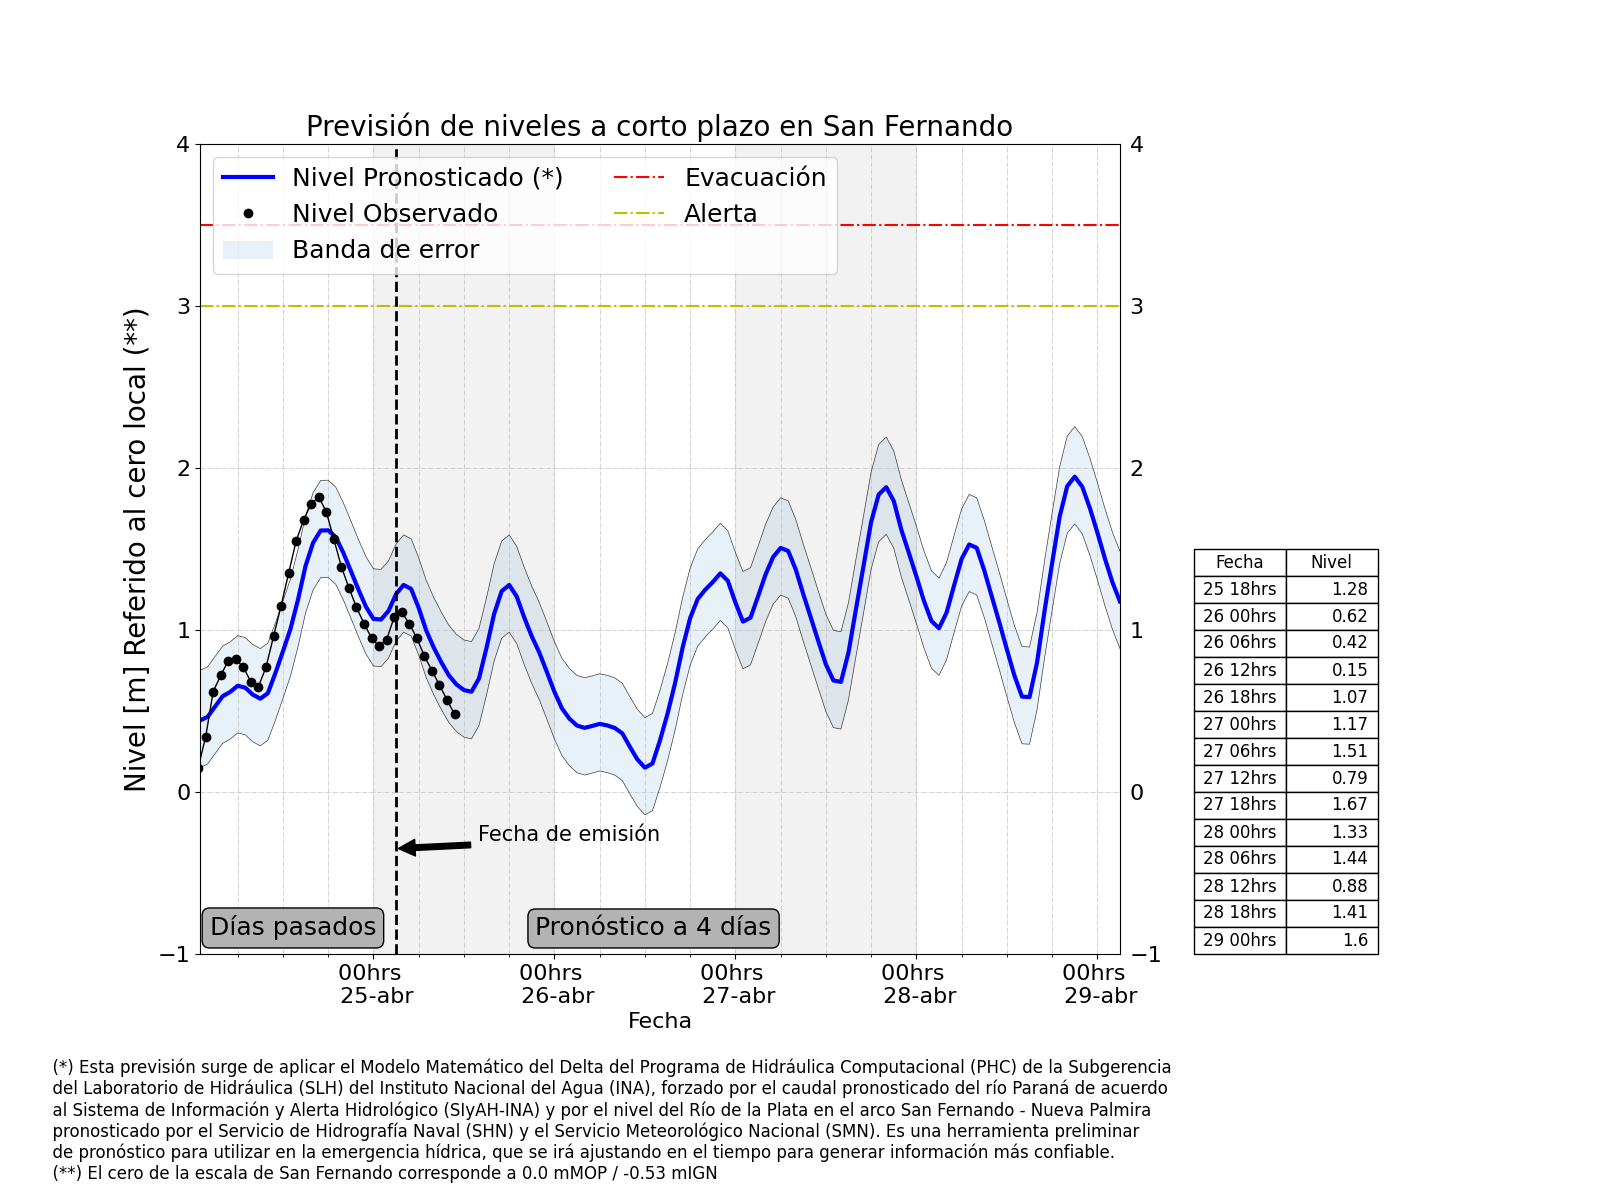 Previsión de niveles a corto plazo en San Fernando
4
3
2
1
0
−1
4
3
2
1
0
−1
Nivel [m] Referido al cero local (**)
Nivel Pronosticado (*)
Nivel Observado
Banda de error
Evacuación
Alerta
Fecha de emisión
Días pasados
Pronóstico a 4 días
00hrs
25-abr
00hrs
26-abr
00hrs
27-abr
00hrs
28-abr
00hrs
29-abr
Fecha
Fecha Nivel
25 18hrs 1.28
26 00hrs 0.62
26 06hrs 0.42
26 12hrs 0.15
26 18hrs 1.07
27 00hrs 1.17
27 06hrs 1.51
27 12hrs 0.79
27 18hrs 1.67
28 00hrs 1.33
28 06hrs 1.44
28 12hrs 0.88
28 18hrs 1.41
29 00hrs 1.6
(*) Esta previsión surge de aplicar el Modelo Matemático del Delta del Programa de Hidráulica Computacional (PHC) de la Subgerencia
del Laboratorio de Hidráulica (SLH) del Instituto Nacional del Agua (INA), forzado por el caudal pronosticado del río Paraná de acuerdo
al Sistema de Información y Alerta Hidrológico (SIyAH-INA) y por el nivel del Río de la Plata en el arco San Fernando - Nueva Palmira
pronosticado por el Servicio de Hidrografía Naval (SHN) y el Servicio Meteorológico Nacional (SMN). Es una herramienta preliminar
de pronóstico para utilizar en la emergencia hídrica, que se irá ajustando en el tiempo para generar información más confiable.
(**) El cero de la escala de San Fernando corresponde a 0.0 mMOP / -0.53 mIGN